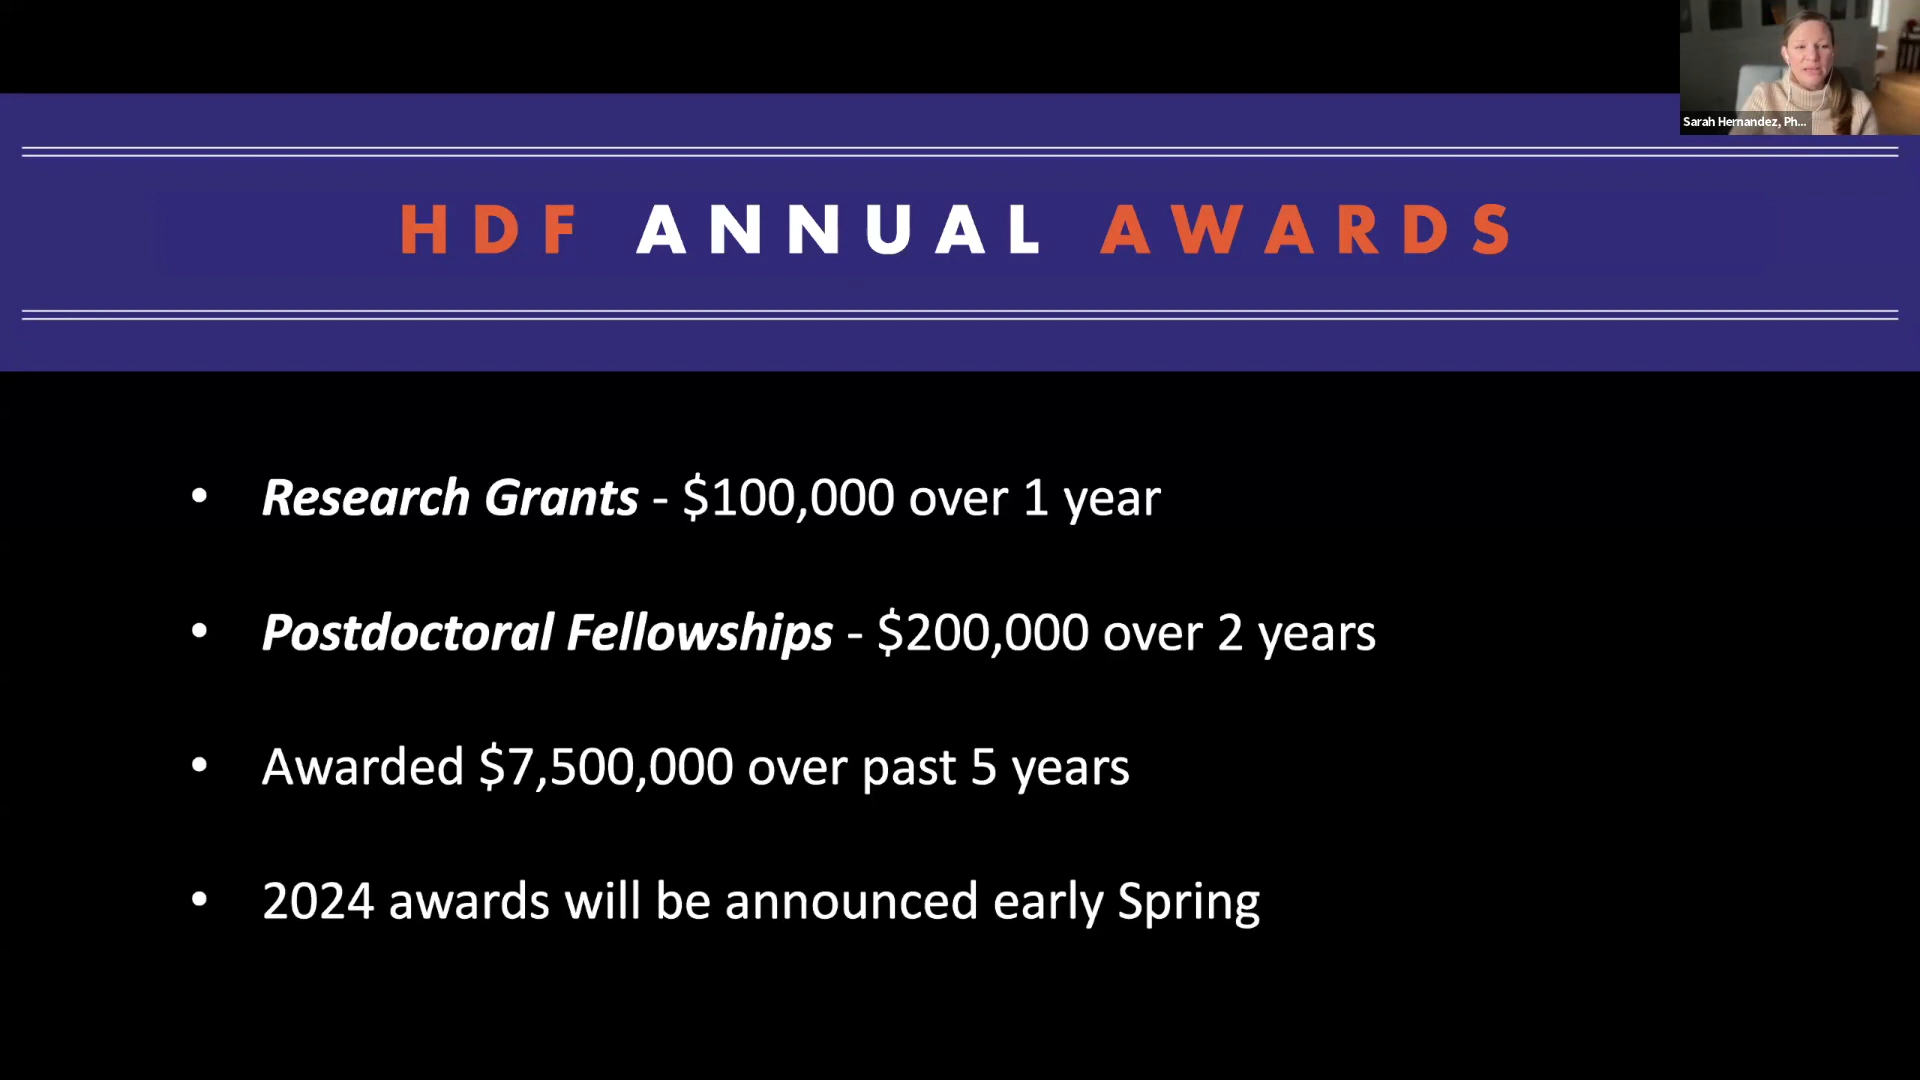 Sarah Hernandez, Ph...
HDF ANNUAL AWARDS
• Research Grants - $100,000 over 1 year
• Postdoctoral Fellowships - $200,000 over 2 years
• Awarded $7,500,000 over past 5 years
• 2024 awards will be announced early Spring